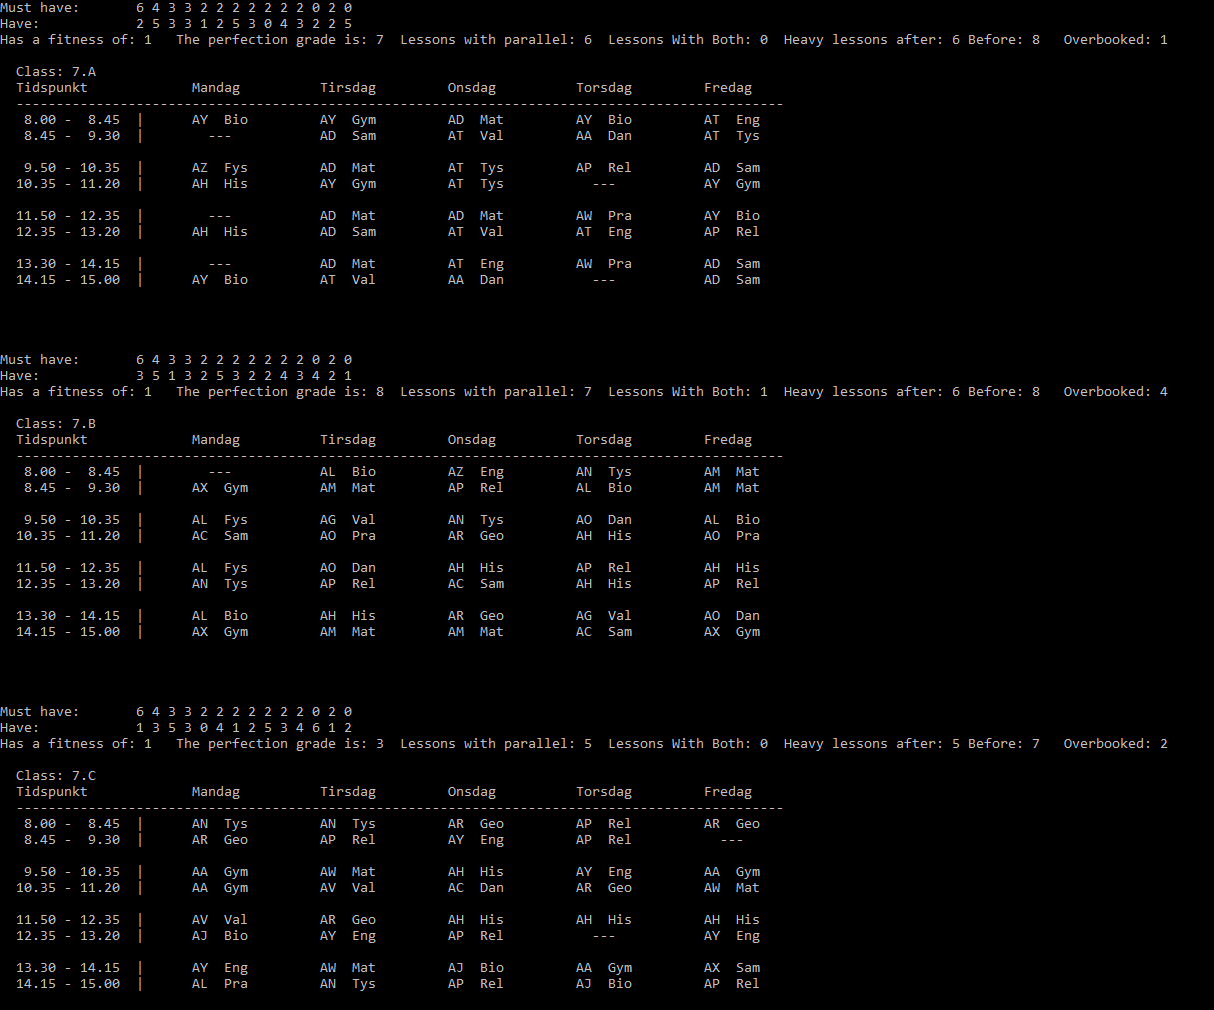 Must have:       6 4 3 3 2 2 2 2 2 2 2 0 2 0
Have:            2 5 3 3 1 2 5 3 0 4 3 2 2 5
Has a fitness of: 1   The perfection grade is: 7  Lessons with parallel: 6  Lessons With Both: 0  Heavy lessons after: 6 Before: 8   Overbooked: 1
Class: 7.A
Tidspunkt             Mandag          Tirsdag         Onsdag          Torsdag         Fredag
------------------------------------------------------------------------------------------------
 8.00 -  8.45  |      AY  Bio         AY  Gym         AD  Mat         AY  Bio         AT  Eng
 8.45 -  9.30  |        ---           AD  Sam         AT  Val         AA  Dan         AT  Tys
 9.50 - 10.35  |      AZ  Fys         AD  Mat         AT  Tys         AP  Rel         AD  Sam
10.35 - 11.20  |      AH  His         AY  Gym         AT  Tys           ---           AY  Gym
11.50 - 12.35  |        ---           AD  Mat         AD  Mat         AW  Pra         AY  Bio
12.35 - 13.20  |      AH  His         AD  Sam         AT  Val         AT  Eng         AP  Rel
13.30 - 14.15  |        ---           AD  Mat         AT  Eng         AW  Pra         AD  Sam
14.15 - 15.00  |      AY  Bio         AT  Val         AA  Dan           ---           AD  Sam
Must have:       6 4 3 3 2 2 2 2 2 2 2 0 2 0
Have:            3 5 1 3 2 5 3 2 2 4 3 4 2 1
Has a fitness of: 1   The perfection grade is: 8  Lessons with parallel: 7  Lessons With Both: 1  Heavy lessons after: 6 Before: 8   Overbooked: 4
Class: 7.B
Tidspunkt             Mandag          Tirsdag         Onsdag          Torsdag         Fredag
------------------------------------------------------------------------------------------------
 8.00 -  8.45  |        ---           AL  Bio         AZ  Eng         AN  Tys         AM  Mat
 8.45 -  9.30  |      AX  Gym         AM  Mat         AP  Rel         AL  Bio         AM  Mat
 9.50 - 10.35  |      AL  Fys         AG  Val         AN  Tys         AO  Dan         AL  Bio
10.35 - 11.20  |      AC  Sam         AO  Pra         AR  Geo         AH  His         AO  Pra
11.50 - 12.35  |      AL  Fys         AO  Dan         AH  His         AP  Rel         AH  His
12.35 - 13.20  |      AN  Tys         AP  Rel         AC  Sam         AH  His         AP  Rel
13.30 - 14.15  |      AL  Bio         AH  His         AR  Geo         AG  Val         AO  Dan
14.15 - 15.00  |      AX  Gym         AM  Mat         AM  Mat         AC  Sam         AX  Gym
Must have:       6 4 3 3 2 2 2 2 2 2 2 0 2 0
Have:            1 3 5 3 0 4 1 2 5 3 4 6 1 2
Has a fitness of: 1   The perfection grade is: 3  Lessons with parallel: 5  Lessons With Both: 0  Heavy lessons after: 5 Before: 7   Overbooked: 2
Class: 7.C
Tidspunkt             Mandag          Tirsdag         Onsdag          Torsdag         Fredag
------------------------------------------------------------------------------------------------
 8.00 -  8.45  |      AN  Tys         AN  Tys         AR  Geo         AP  Rel         AR  Geo
 8.45 -  9.30  |      AR  Geo         AP  Rel         AY  Eng         AP  Rel           ---
 9.50 - 10.35  |      AA  Gym         AW  Mat         AH  His         AY  Eng         AA  Gym
10.35 - 11.20  |      AA  Gym         AV  Val         AC  Dan         AR  Geo         AW  Mat
11.50 - 12.35  |      AV  Val         AR  Geo         AH  His         AH  His         AH  His
12.35 - 13.20  |      AJ  Bio         AY  Eng         AP  Rel           ---           AY  Eng
13.30 - 14.15  |      AY  Eng         AW  Mat         AJ  Bio         AA  Gym         AX  Sam
14.15 - 15.00  |      AL  Pra         AN  Tys         AP  Rel         AJ  Bio         AP  Rel